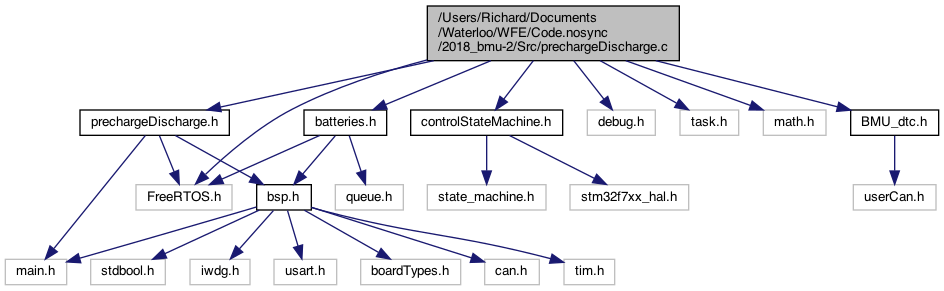 /Users/Richard/Documents
/Waterloo/WFE/Code.nosync
/2018_bmu-2/Src/prechargeDischarge.c
prechargeDischarge.h
batteries.h
controlStateMachine.h
debug.h
task.h
math.h
BMU_dtc.h
FreeRTOS.h
bsp.h
queue.h
state_machine.h
stm32f7xx_hal.h
userCan.h
main.h
stdbool.h
iwdg.h
usart.h
boardTypes.h
can.h
tim.h